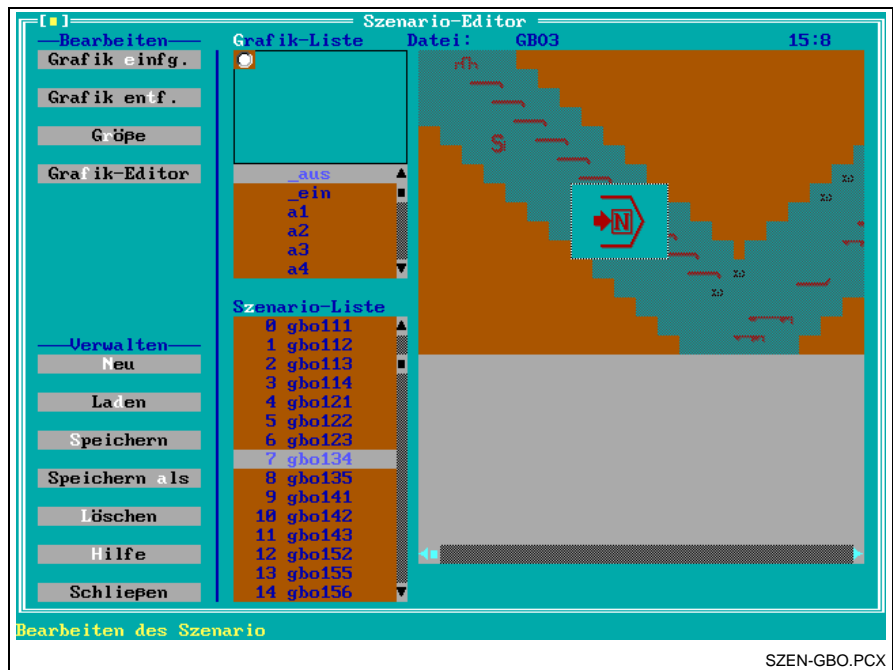 Szenario-Editor
Bearbeiten
Grafik einfg.
Grafik entf.
Größe
Grafik-Editor
Verwalten
Neu
Laden
Speichern
Speichern als
Löschen
Hilfe
Schließen
Grafik-Liste
_aus
_ein
a1
a2
a3
a4
Szenario-Liste
0 gbo111
1 gbo112
2 gbo113
3 gbo114
4 gbo121
5 gbo122
6 gbo123
7 gbo134
8 gbo135
9 gbo141
10 gbo142
11 gbo143
12 gbo152
13 gbo155
14 gbo156
Datei: GB03 15:8
S
N
Bearbeiten des Szenario
SZEN-GBO.PCX